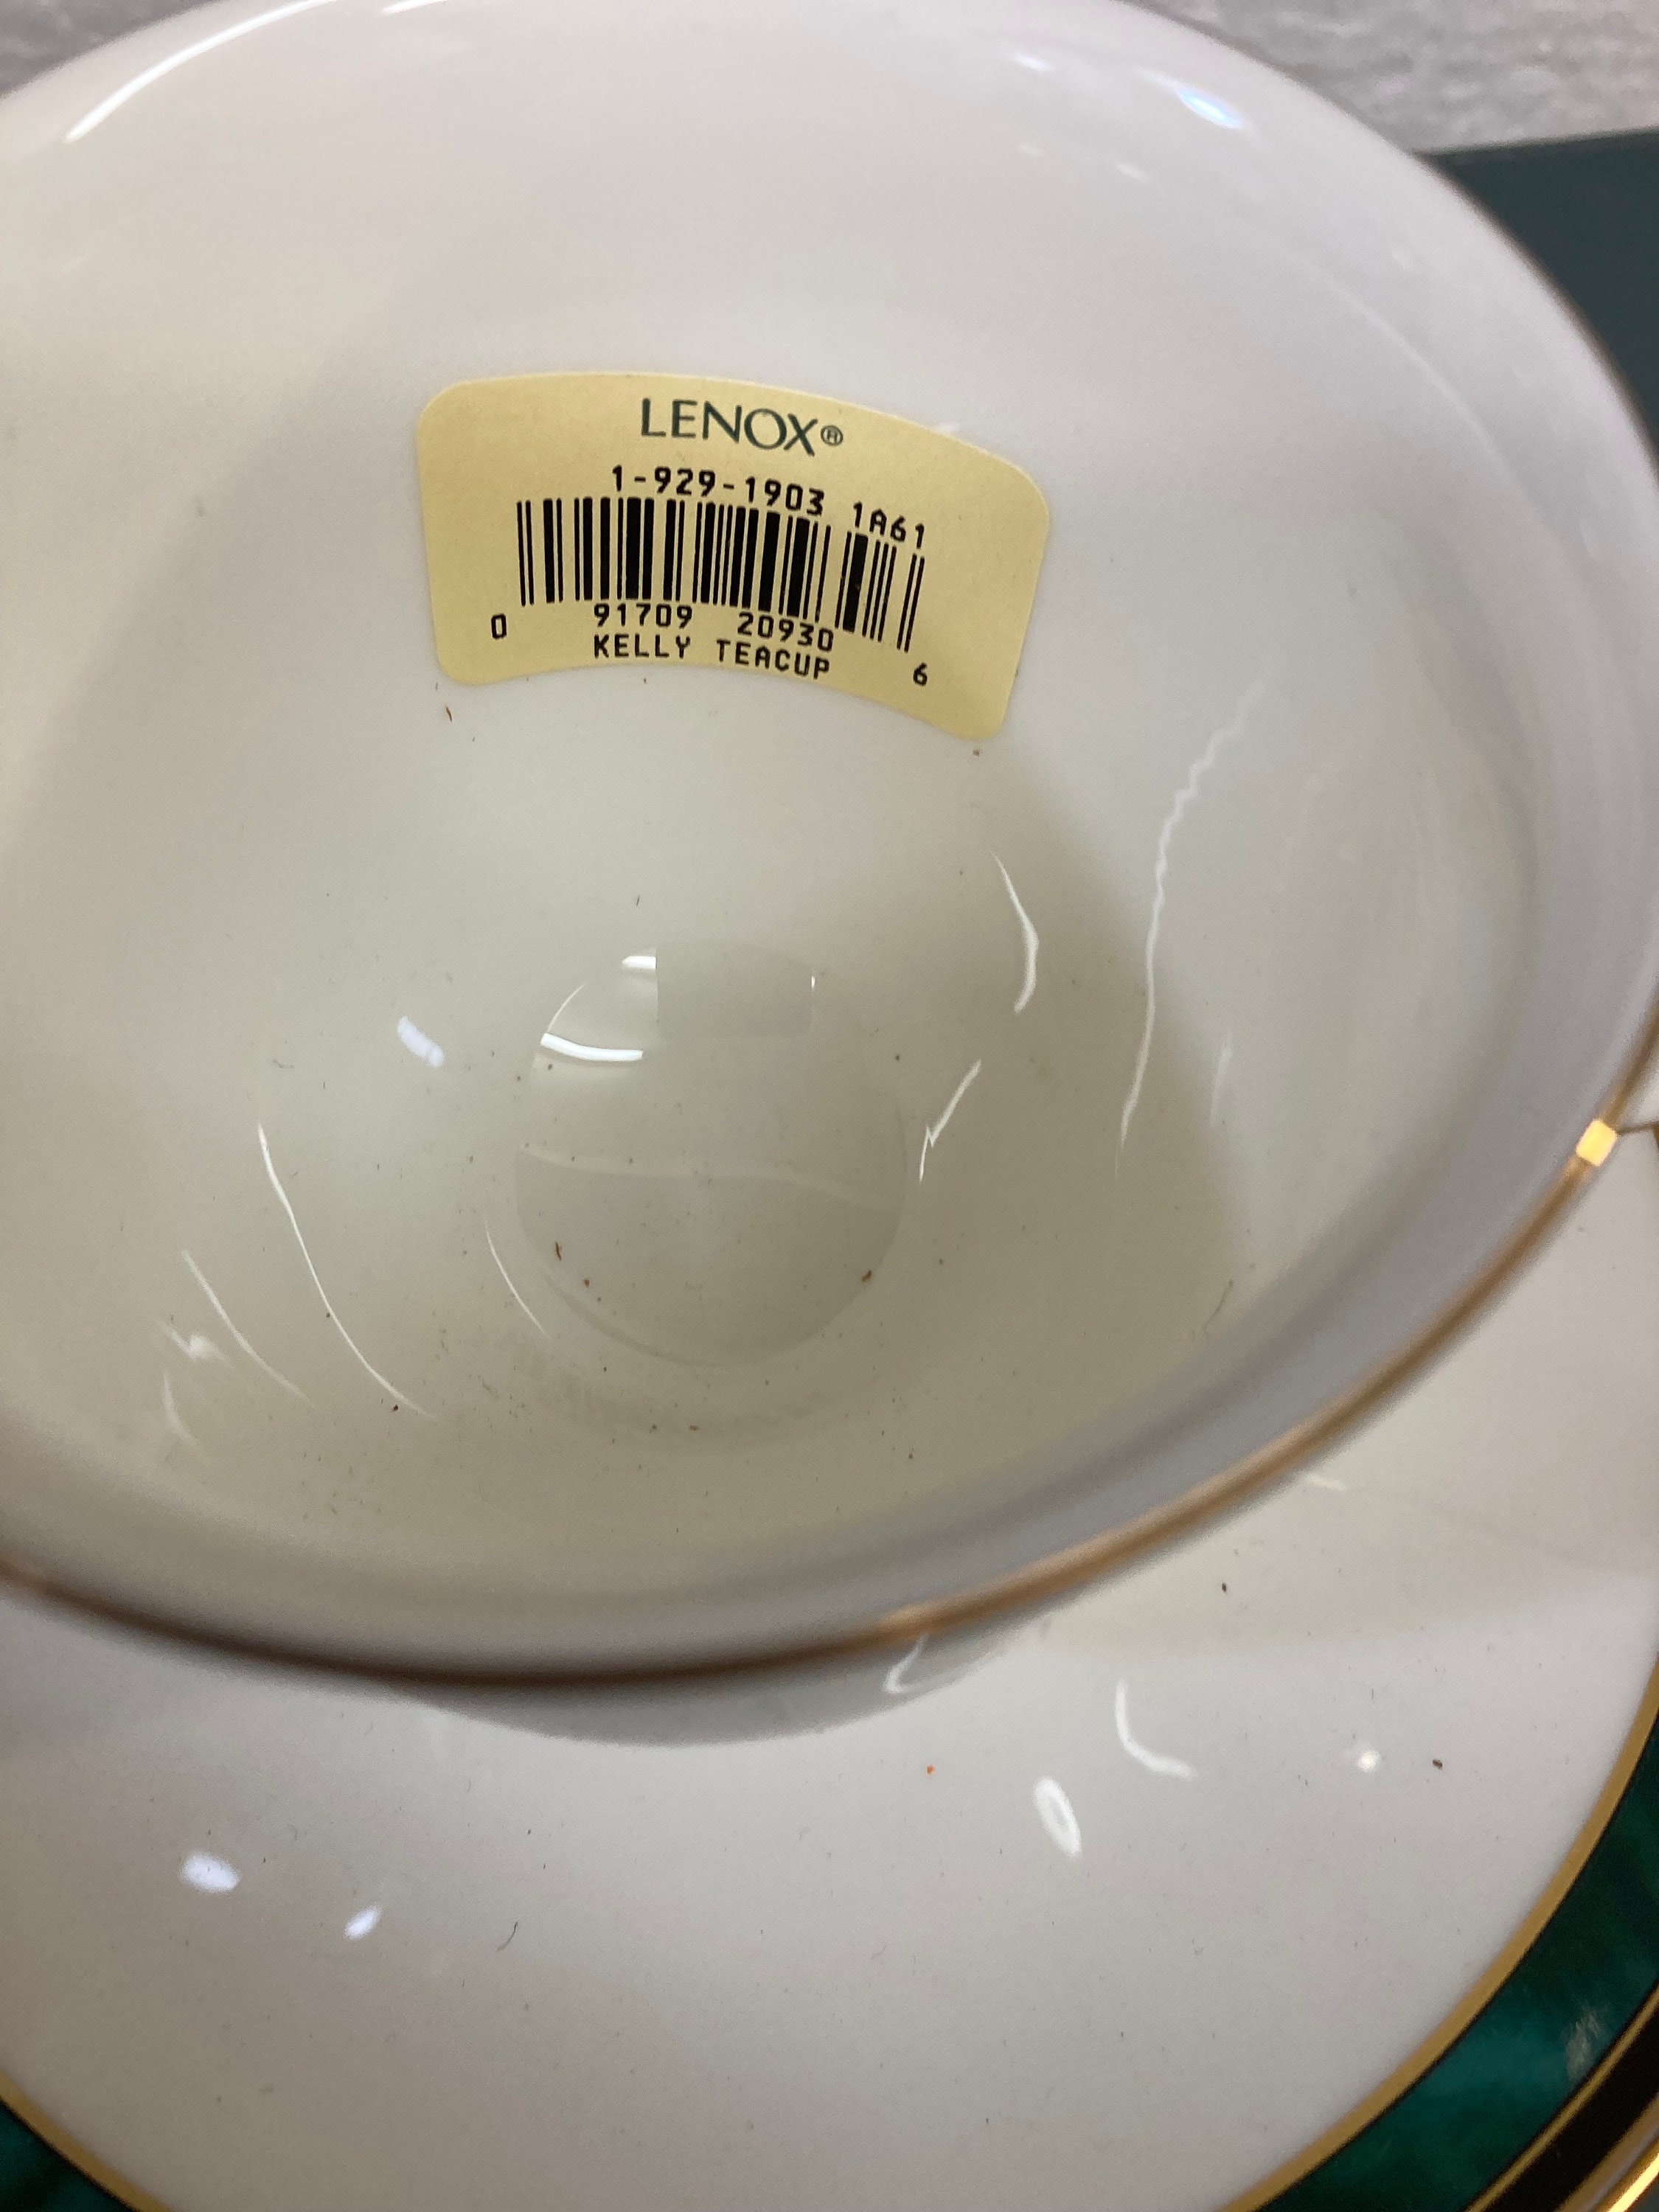 LENOX®
1-929-1903 1A61
0 91709 20930 6
KELLY TEACUP